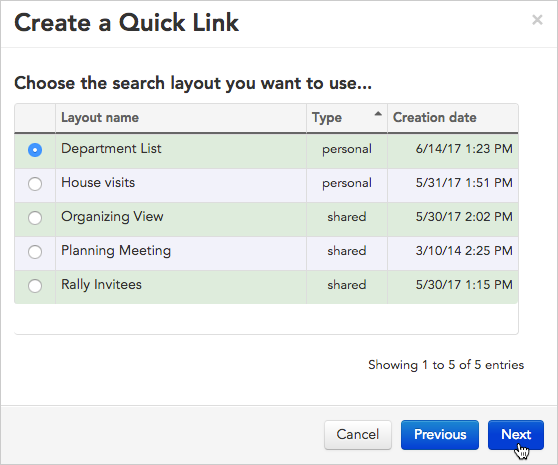 Create a Quick Link ×
Choose the search layout you want to use...
Layout name Type Creation date
Department List personal 6/14/17 1:23 PM
House visits personal 5/31/17 1:51 PM
Organizing View shared 5/30/17 2:02 PM
Planning Meeting shared 3/10/14 2:25 PM
Rally Invitees shared 5/30/17 1:15 PM
Showing 1 to 5 of 5 entries
Cancel Previous Next